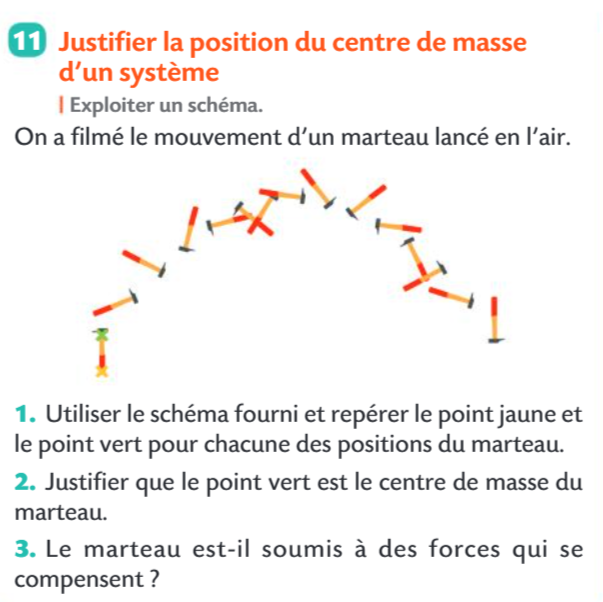 11 Justifier la position du centre de masse
d’un système
| Exploiter un schéma.
On a filmé le mouvement d’un marteau lancé en l’air.
1. Utiliser le schéma fourni et repérer le point jaune et
le point vert pour chacune des positions du marteau.
2. Justifier que le point vert est le centre de masse du
marteau.
3. Le marteau est-il soumis à des forces qui se
compensent ?